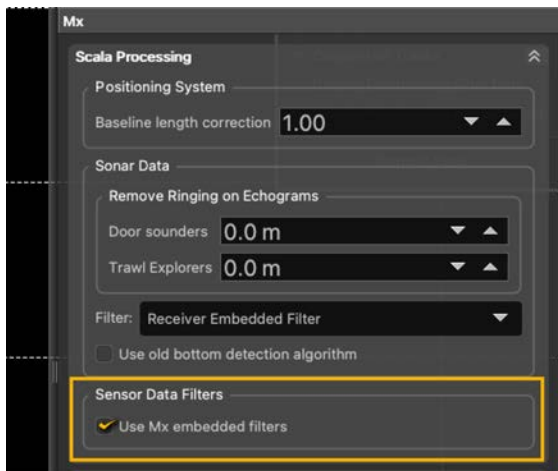 Mx
Scala Processing
Positioning System
Baseline length correction 1.00
Sonar Data
Remove Ringing on Echograms
Door sounders 0.0 m
Trawl Explorers 0.0 m
Filter: Receiver Embedded Filter
Use old bottom detection algorithm
Sensor Data Filters
Use Mx embedded filters